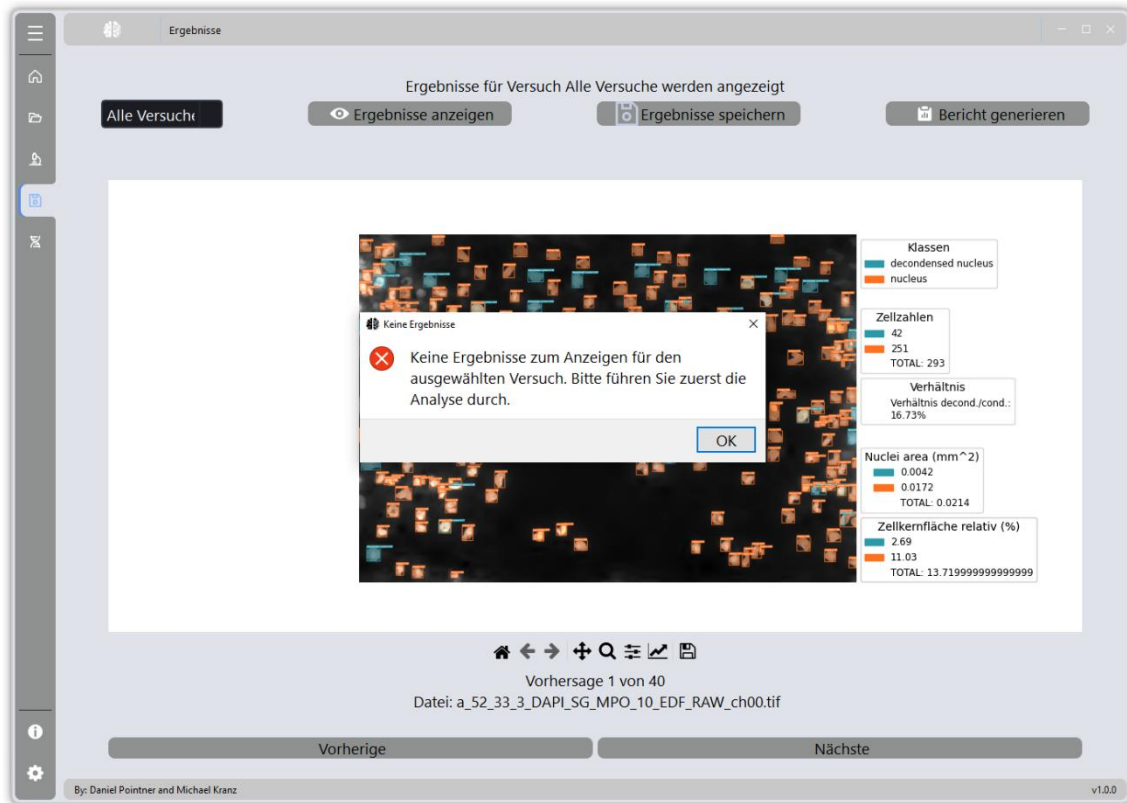 Ergebnisse
Ergebnisse für Versuch Alle Versuche werden angezeigt
Alle Versuche
Ergebnisse anzeigen
Ergebnisse speichern
Bericht generieren
Klassen
decondensed nucleus
nucleus
Zellzahlen
42
251
TOTAL: 293
Verhältnis
Verhältnis decond./cond.:
16.73%
Nuclei area (mm^2)
0.0042
0.0172
TOTAL: 0.0214
Zellkernfläche relativ (%)
2.69
11.03
TOTAL: 13.719999999999999
Keine Ergebnisse
Keine Ergebnisse zum Anzeigen für den
ausgewählten Versuch. Bitte führen Sie zuerst die
Analyse durch.
OK
Vorhersage 1 von 40
Datei: a_52_33_3_DAPI_SG_MPO_10_EDF_RAW_ch00.tif
Vorherige
Nächste
By: Daniel Pointner and Michael Kranz
v1.0.0